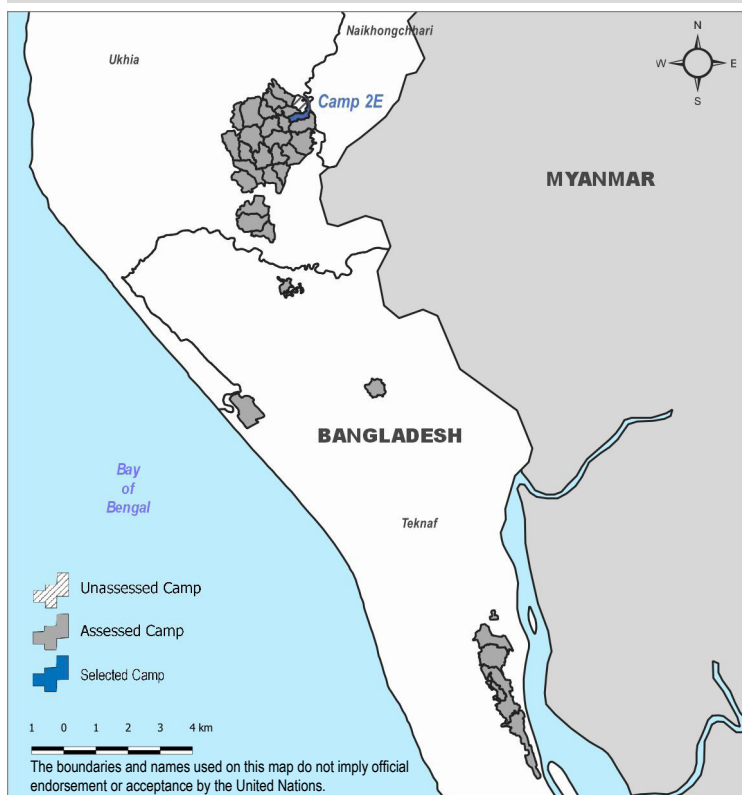 Naikhongchhari
Ukhia
N
W
E
S
Camp 2E
MYANMAR
BANGLADESH
Bay
of
Bengal
Teknaf
Unassessed Camp
Assessed Camp
Selected Camp
1 0 1 2 3 4 km
The boundaries and names used on this map do not imply official
endorsement or acceptance by the United Nations.